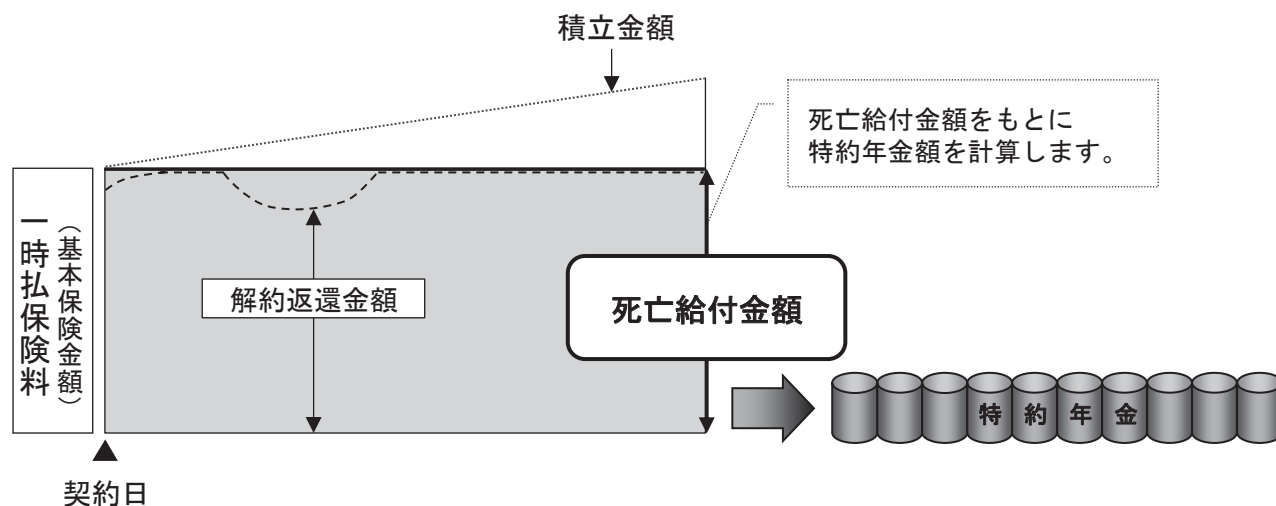 積立金額
死亡給付金額をもとに
特約年金額を計算します。
一時払保険料
（基本保険金額）
解約返還金額
死亡給付金額
特約年金
契約日